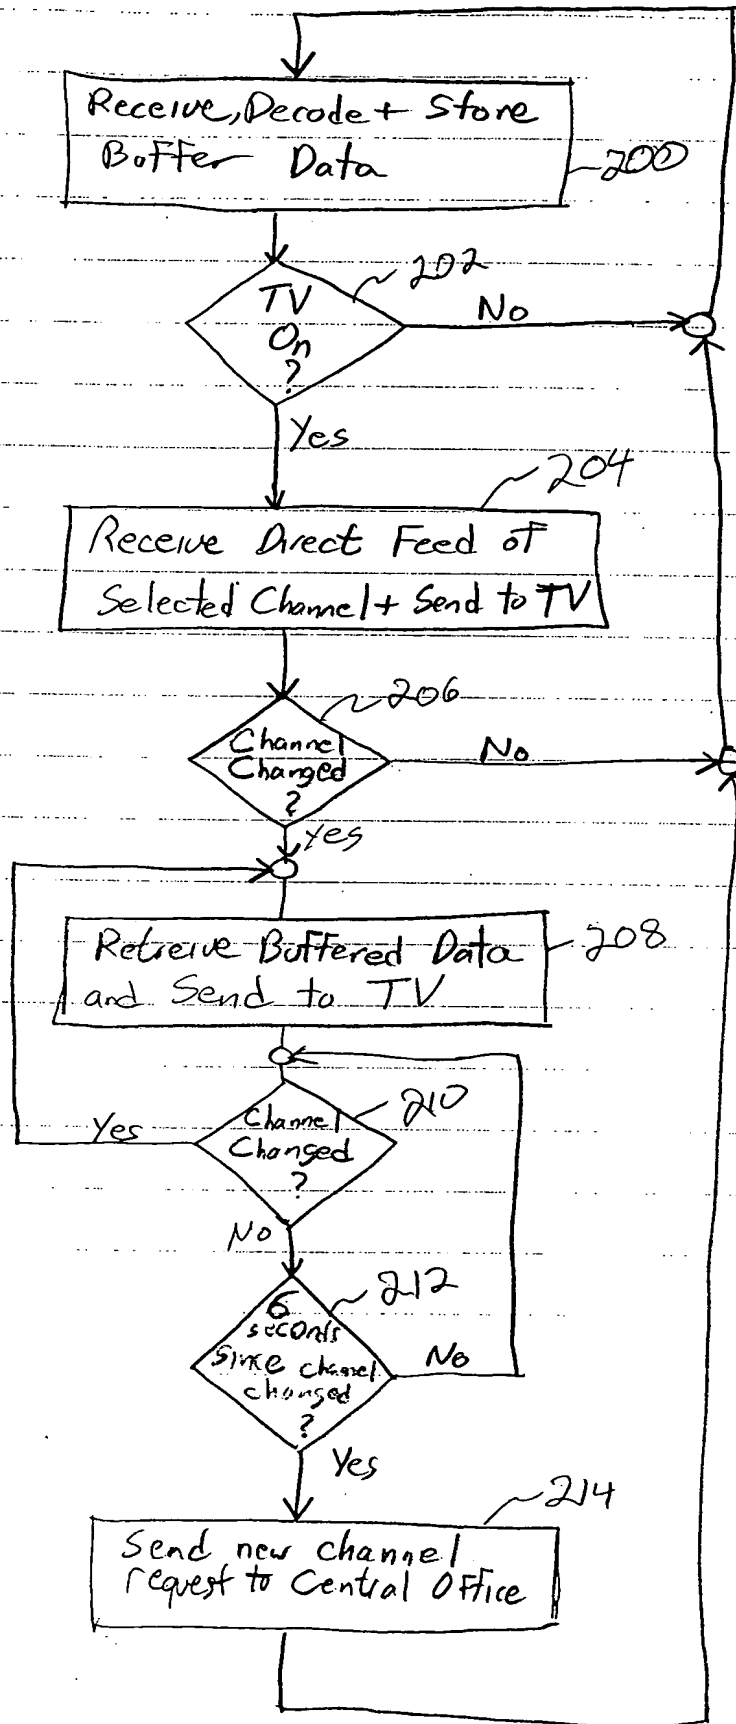 Receive, Decode + Store
Buffer Data
200
202
TV
On
?
No
Yes
204
Receive Direct Feed of
Selected Channel + Send to TV
206
Channel
Changed
?
No
Yes
Retreive Buffered Data
and Send to TV
208
210
Channel
Changed
?
Yes
No
212
6
seconds
since channel
changed
?
No
Yes
214
Send new channel
request to Central Office